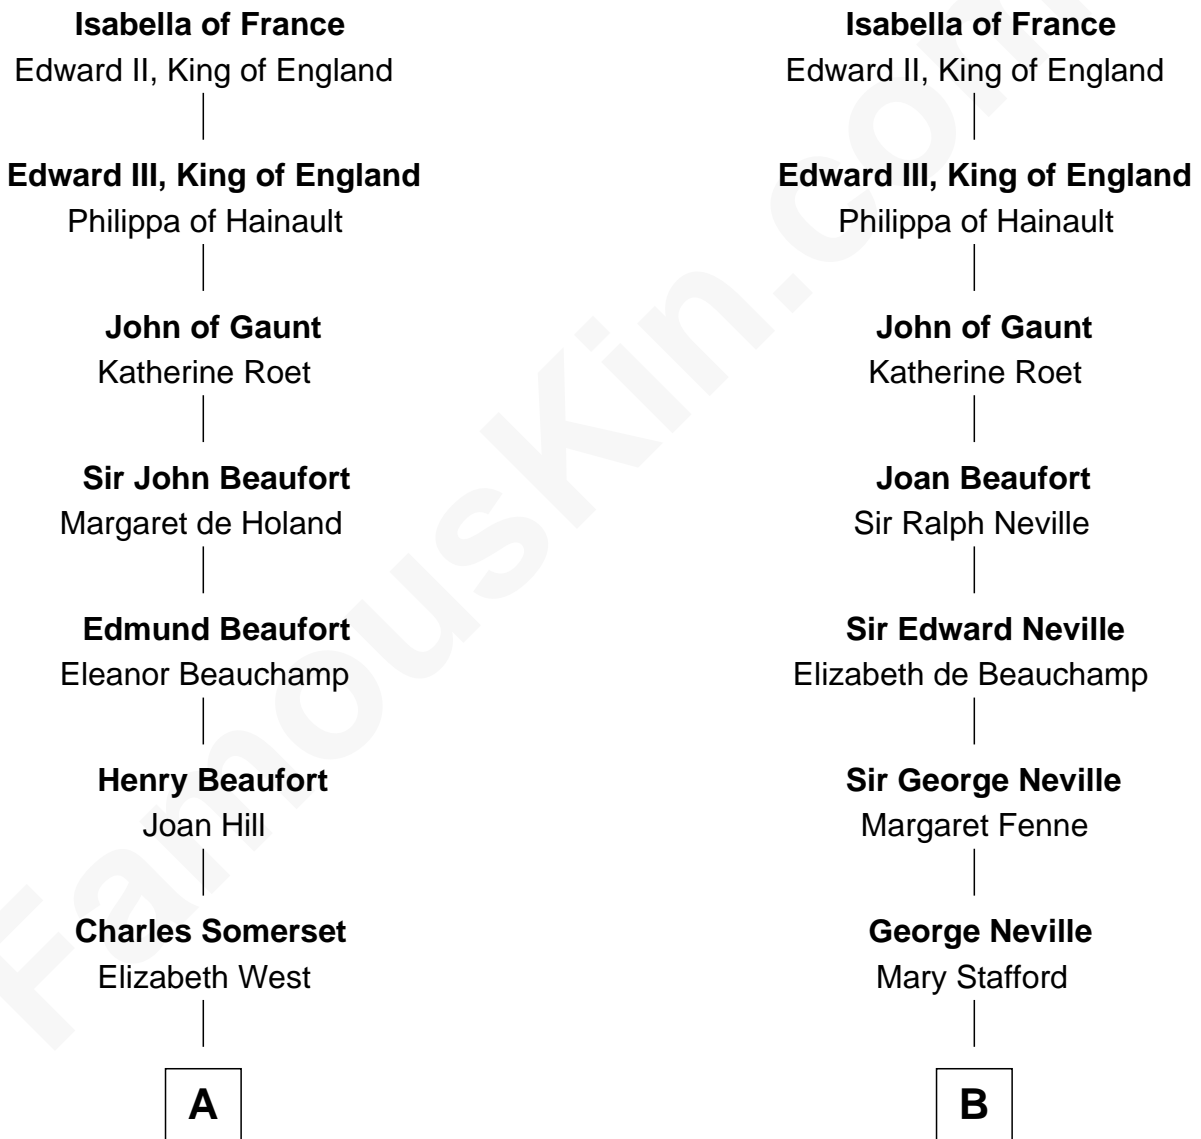 Isabella of France
Edward II, King of England
Edward III, King of England
Philippa of Hainault
John of Gaunt
Katherine Roet
Sir John Beaufort
Margaret de Holand
Edmund Beaufort
Eleanor Beauchamp
Henry Beaufort
Joan Hill
Charles Somerset
Elizabeth West
A
Isabella of France
Edward II, King of England
Edward III, King of England
Philippa of Hainault
John of Gaunt
Katherine Roet
Joan Beaufort
Sir Ralph Neville
Sir Edward Neville
Elizabeth de Beauchamp
Sir George Neville
Margaret Fenne
George Neville
Mary Stafford
B
FamousKin.com